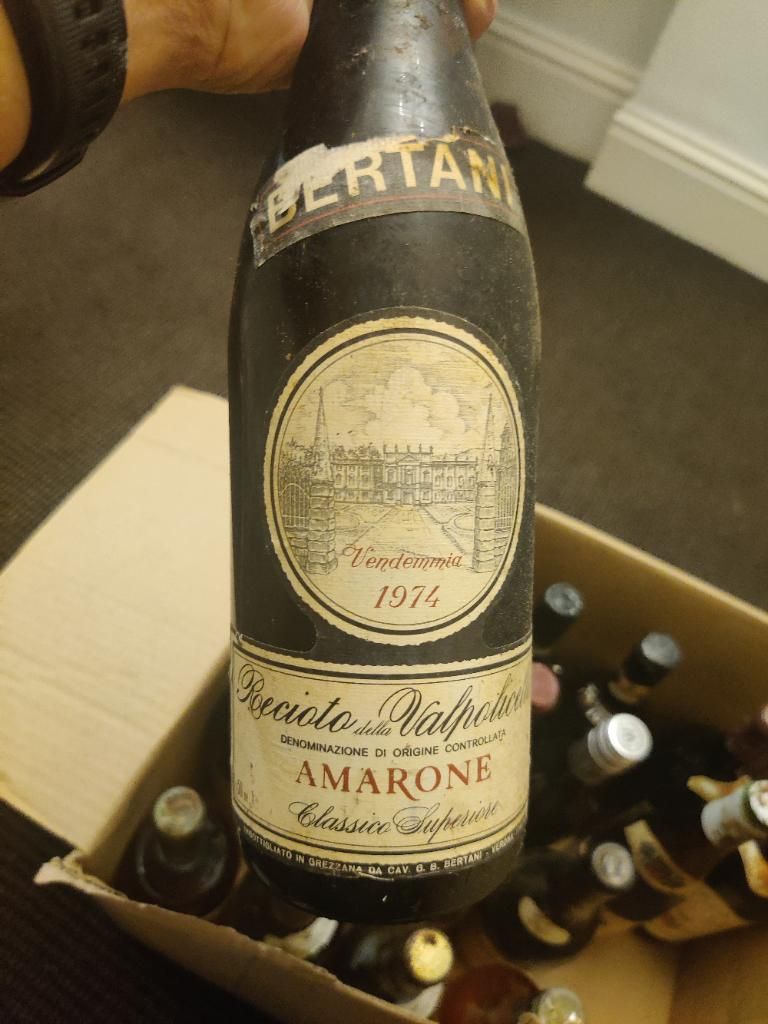 BERTANI
Vendemmia
1974
Recioto della Valpolicella
DENOMINAZIONE DI ORIGINE CONTROLLATA
AMARONE
Classico Superiore
IMBOTTIGLIATO IN GREZZANA DA CAV. G. B. BERTANI - VERONA